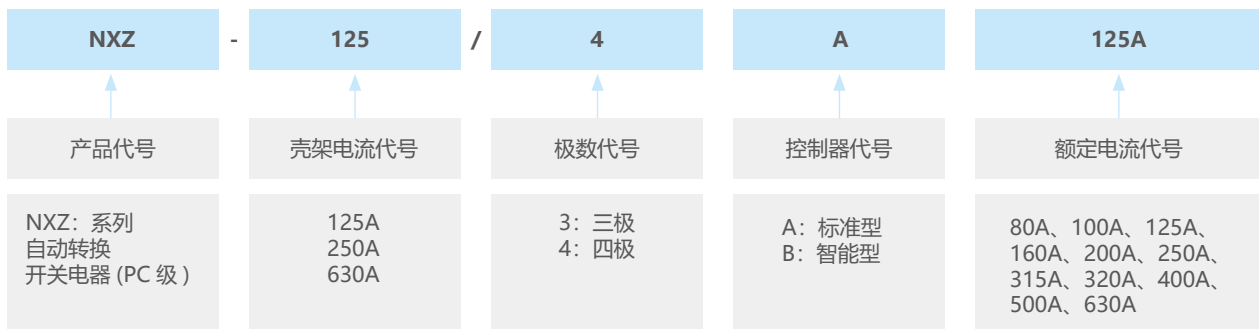 NXZ - 125 / 4 A 125A
产品代号 壳架电流代号 极数代号 控制器代号 额定电流代号
NXZ：系列
自动转换
开关电器 (PC 级 )
125A
250A
630A
3：三极
4：四极
A：标准型
B：智能型
80A、100A、125A、
160A、200A、250A、
315A、320A、400A、
500A、630A